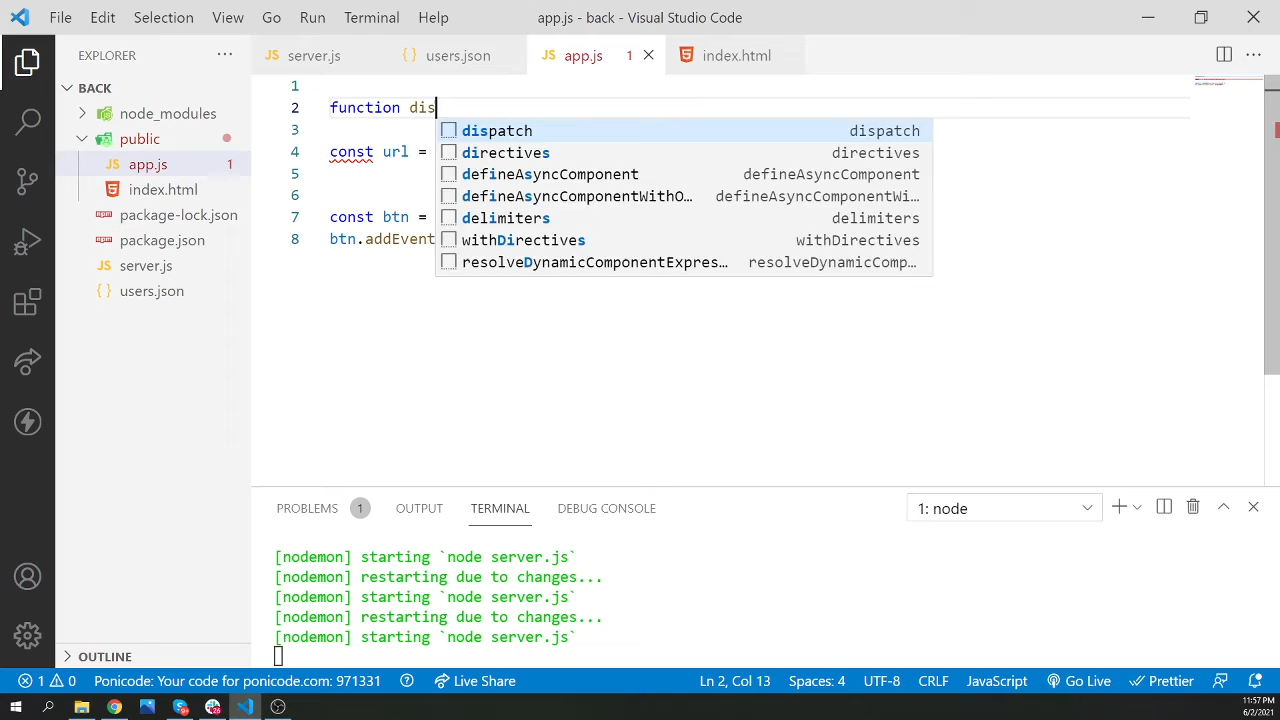 File Edit Selection View Go Run Terminal Help
app.js - back - Visual Studio Code
EXPLORER
BACK
node_modules
public
JS app.js 1
index.html
package-lock.json
package.json
JS server.js
{} users.json
OUTLINE
JS server.js
{} users.json
JS app.js 1
index.html
1
2 function dis
3
4 const url =
5
6
7 const btn =
8 btn.addEvent
dispatch dispatch
directives directives
defineAsyncComponent defineAsyncComponent
defineAsyncComponentWithO… defineAsyncComponentWi…
delimiters delimiters
withDirectives withDirectives
resolveDynamicComponentExpres… resolveDynamicComp…
PROBLEMS 1 OUTPUT TERMINAL DEBUG CONSOLE
1: node
[nodemon] starting `node server.js`
[nodemon] restarting due to changes...
[nodemon] starting `node server.js`
[nodemon] restarting due to changes...
[nodemon] starting `node server.js`
1 0 Ponicode: Your code for ponicode.com: 971331 Live Share
Ln 2, Col 13 Spaces: 4 UTF-8 CRLF JavaScript Go Live Prettier
26
11:57 PM
6/2/2021